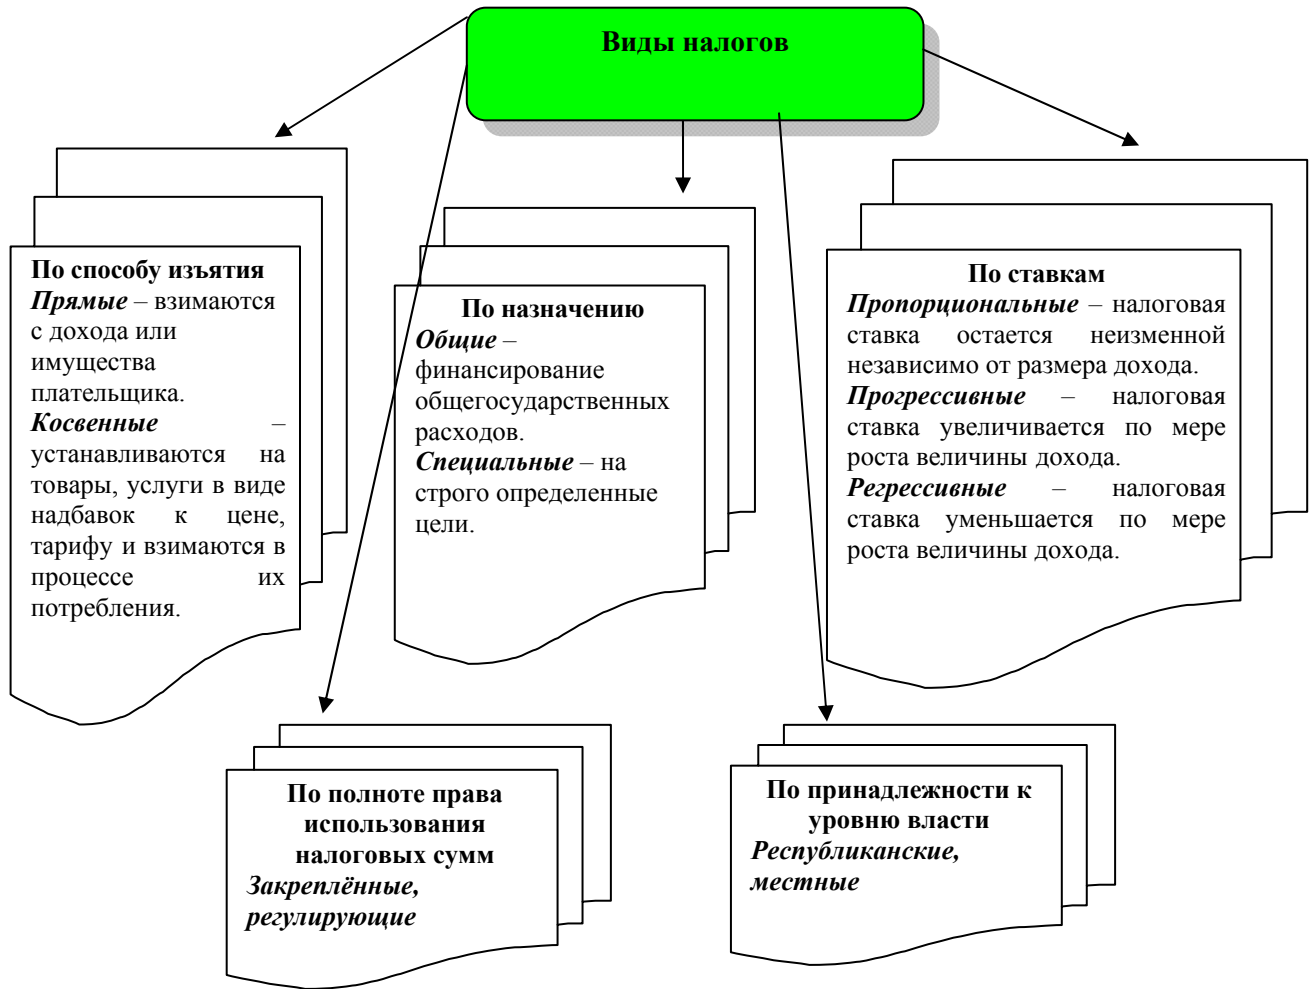 Виды налогов
По способу изъятия
Прямые – взимаются
с дохода или
имущества
плательщика.
Косвенные –
устанавливаются на
товары, услуги в виде
надбавок к цене,
тарифу и взимаются в
процессе их
потребления.
По назначению
Общие –
финансирование
общегосударственных
расходов.
Специальные – на
строго определенные
цели.
По ставкам
Пропорциональные – налоговая
ставка остается неизменной
независимо от размера дохода.
Прогрессивные – налоговая
ставка увеличивается по мере
роста величины дохода.
Регрессивные – налоговая
ставка уменьшается по мере
роста величины дохода.
По полноте права
использования
налоговых сумм
Закреплённые,
регулирующие
По принадлежности к
уровню власти
Республиканские,
местные